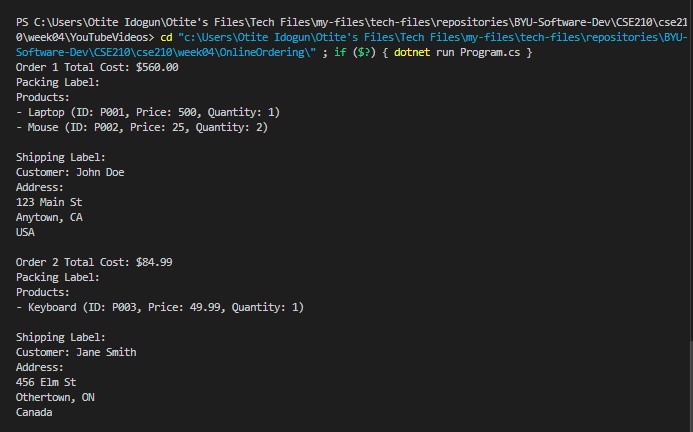 PS C:\Users\Otite Idogun\Otite's Files\Tech Files\my-files\tech-files\repositories\BYU-Software-Dev\CSE210\cse21
0\week04\YouTubeVideos> cd "c:\Users\Otite Idogun\Otite's Files\Tech Files\my-files\tech-files\repositories\BYU-
Software-Dev\CSE210\cse210\week04\OnlineOrdering\" ; if ($?) { dotnet run Program.cs }
Order 1 Total Cost: $560.00
Packing Label:
Products:
- Laptop (ID: P001, Price: 500, Quantity: 1)
- Mouse (ID: P002, Price: 25, Quantity: 2)

Shipping Label:
Customer: John Doe
Address:
123 Main St
Anytown, CA
USA

Order 2 Total Cost: $84.99
Packing Label:
Products:
- Keyboard (ID: P003, Price: 49.99, Quantity: 1)

Shipping Label:
Customer: Jane Smith
Address:
456 Elm St
Othertown, ON
Canada